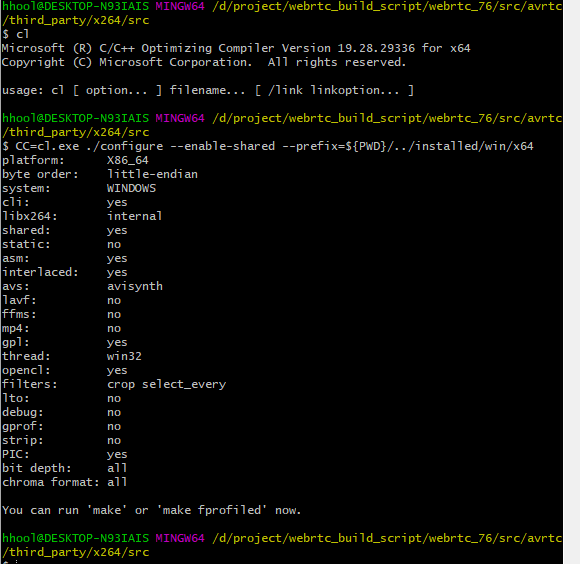 hhool@DESKTOP-N93IAIS MINGW64 /d/project/webrtc_build_script/webrtc_76/src/avrtc
/third_party/x264/src
$ cl
Microsoft (R) C/C++ Optimizing Compiler Version 19.28.29336 for x64
Copyright (C) Microsoft Corporation.  All rights reserved.

usage: cl [ option... ] filename... [ /link linkoption... ]

hhool@DESKTOP-N93IAIS MINGW64 /d/project/webrtc_build_script/webrtc_76/src/avrtc
/third_party/x264/src
$ CC=cl.exe ./configure --enable-shared --prefix=${PWD}/../installed/win/x64
platform:      X86_64
byte order:    little-endian
system:        WINDOWS
cli:           yes
libx264:       internal
shared:        yes
static:        no
asm:           yes
interlaced:    yes
avs:           avisynth
lavf:          no
ffms:          no
mp4:           no
gpl:           yes
thread:        win32
opencl:        yes
filters:       crop select_every
lto:           no
debug:         no
gprof:         no
strip:         no
PIC:           yes
bit depth:     all
chroma format: all

You can run 'make' or 'make fprofiled' now.

hhool@DESKTOP-N93IAIS MINGW64 /d/project/webrtc_build_script/webrtc_76/src/avrtc
/third_party/x264/src
$